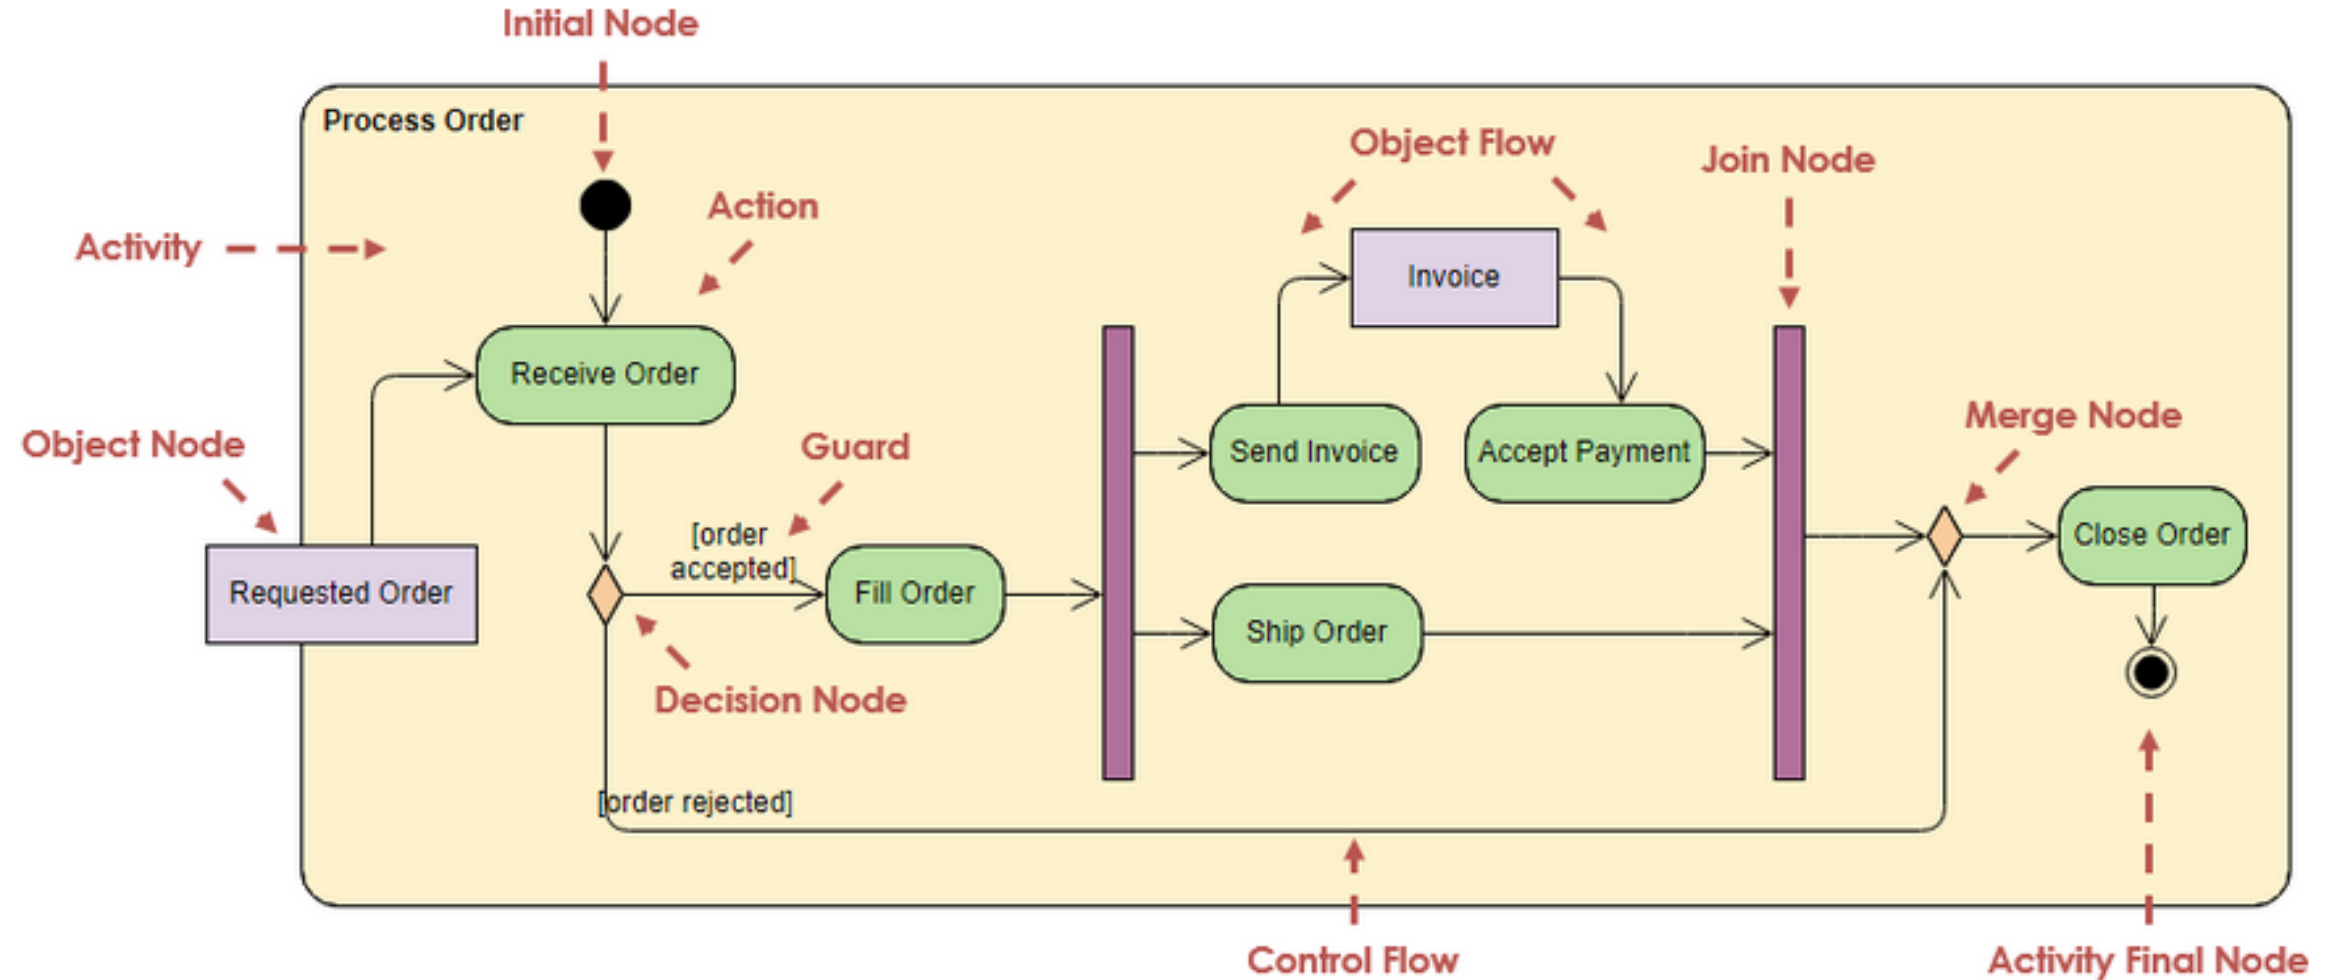 Initial Node
Process Order
Object Flow
Join Node
Action
Activity
Invoice
Receive Order
Merge Node
Object Node
Guard
Send Invoice
Accept Payment
[order
accepted]
Close Order
Requested Order
Fill Order
Ship Order
Decision Node
[order rejected]
Control Flow
Activity Final Node